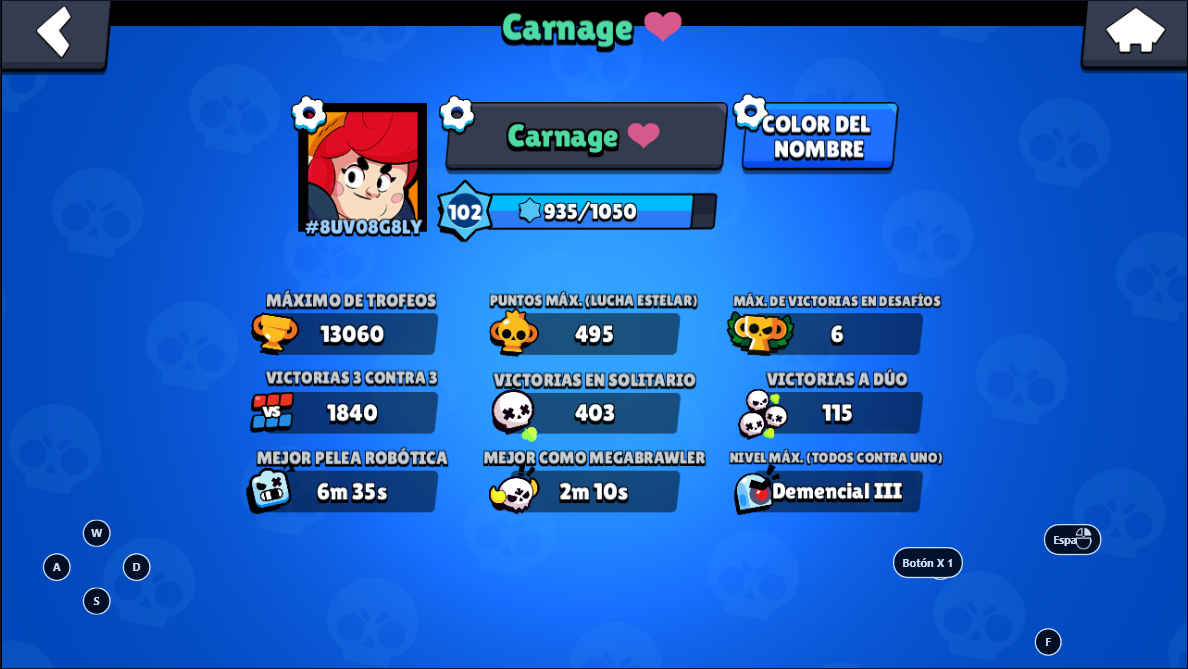 Carnage
Carnage
COLOR DEL
NOMBRE
#8UV08G8LY
102
935/1050
MÁXIMO DE TROFEOS
13060
PUNTOS MÁX. (LUCHA ESTELAR)
495
MÁX. DE VICTORIAS EN DESAFÍOS
6
VICTORIAS 3 CONTRA 3
VS
1840
VICTORIAS EN SOLITARIO
403
VICTORIAS A DÚO
115
MEJOR PELEA ROBÓTICA
6m 35s
MEJOR COMO MEGABRAWLER
2m 10s
NIVEL MÁX. (TODOS CONTRA UNO)
Demencial III
W
A
D
S
Botón X 1
Espa
F